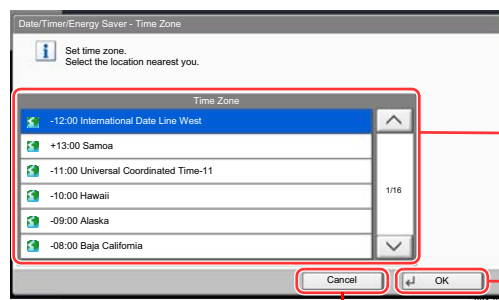 Date/Timer/Energy Saver - Time Zone
Set time zone.
Select the location nearest you.
Time Zone
-12:00 International Date Line West
+13:00 Samoa
-11:00 Universal Coordinated Time-11
-10:00 Hawaii
1/16
-09:00 Alaska
-08:00 Baja California
Cancel
OK